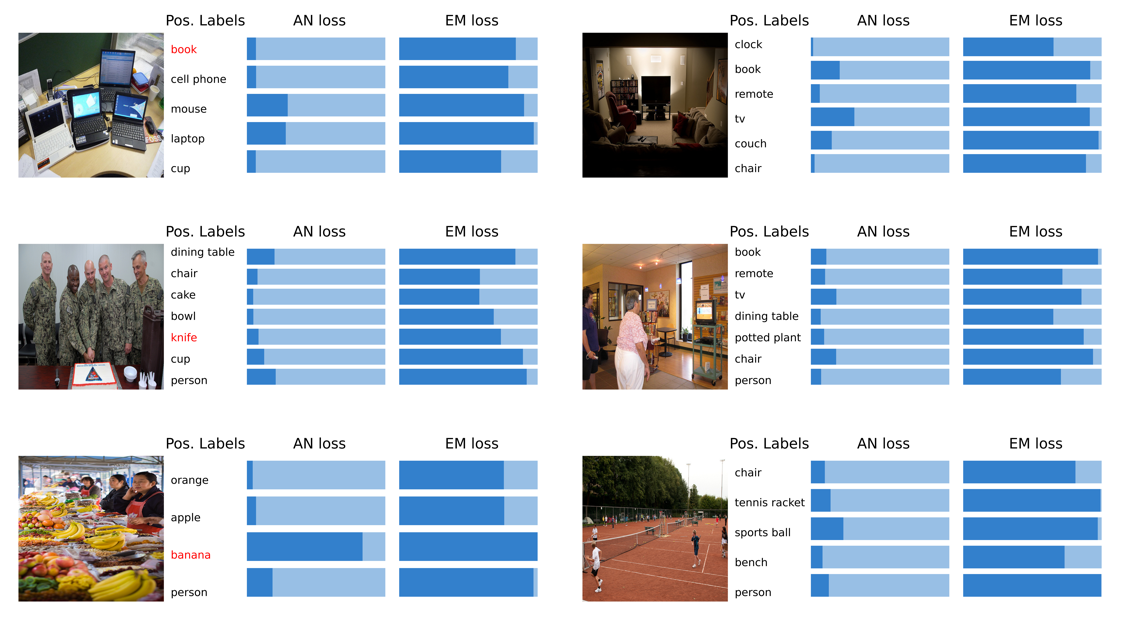 Pos. Labels AN loss EM loss
book
cell phone
mouse
laptop
cup
Pos. Labels AN loss EM loss
clock
book
remote
tv
couch
chair
Pos. Labels AN loss EM loss
dining table
chair
cake
bowl
knife
cup
person
Pos. Labels AN loss EM loss
book
remote
tv
dining table
potted plant
chair
person
Pos. Labels AN loss EM loss
orange
apple
banana
person
Pos. Labels AN loss EM loss
chair
tennis racket
sports ball
bench
person